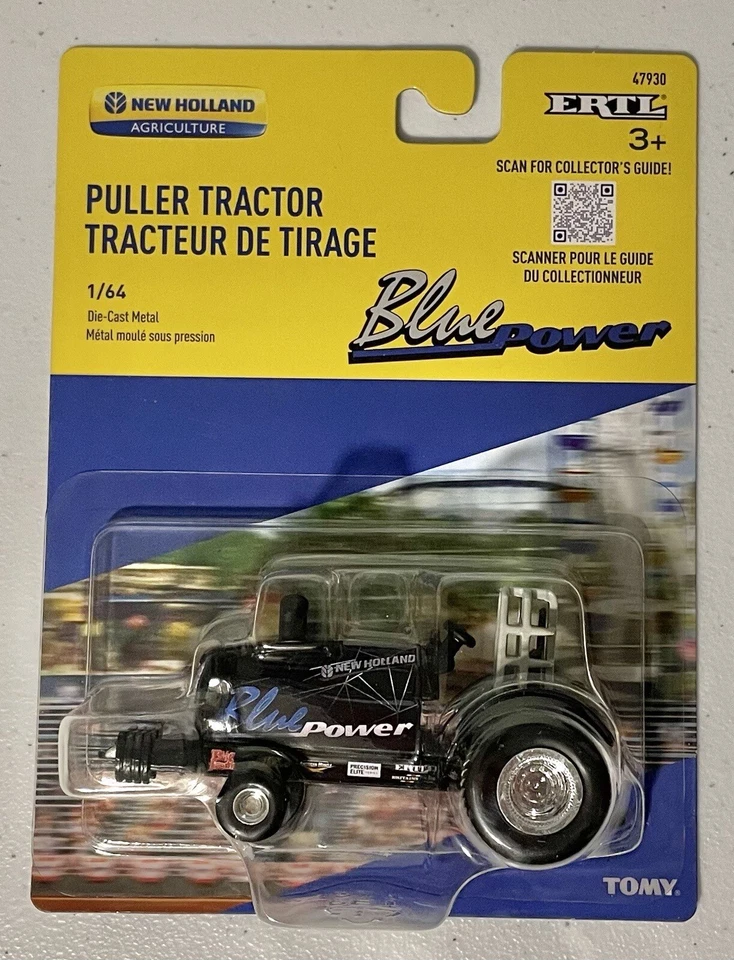 NEW HOLLAND
AGRICULTURE
47930
ERTL
3+
SCAN FOR COLLECTOR'S GUIDE!
SCANNER POUR LE GUIDE
DU COLLECTIONNEUR
PULLER TRACTOR
TRACTEUR DE TIRAGE
1/64
Die-Cast Metal
Métal moulé sous pression
Blue Power
NEW HOLLAND
Blue Power
PRECISION
ELITE
ERTL
TOMY